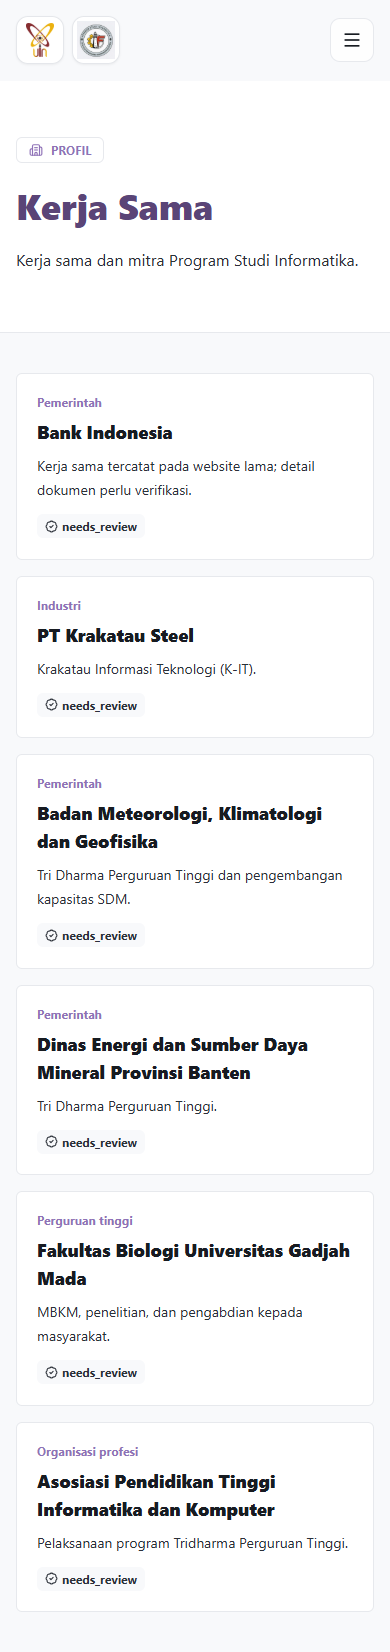 UIN
PROFIL
Kerja Sama
Kerja sama dan mitra Program Studi Informatika.
Pemerintah
Bank Indonesia
Kerja sama tercatat pada website lama; detail
dokumen perlu verifikasi.
needs_review
Industri
PT Krakatau Steel
Krakatau Informasi Teknologi (K-IT).
needs_review
Pemerintah
Badan Meteorologi, Klimatologi
dan Geofisika
Tri Dharma Perguruan Tinggi dan pengembangan
kapasitas SDM.
needs_review
Pemerintah
Dinas Energi dan Sumber Daya
Mineral Provinsi Banten
Tri Dharma Perguruan Tinggi.
needs_review
Perguruan tinggi
Fakultas Biologi Universitas Gadjah
Mada
MBKM, penelitian, dan pengabdian kepada
masyarakat.
needs_review
Organisasi profesi
Asosiasi Pendidikan Tinggi
Informatika dan Komputer
Pelaksanaan program Tridharma Perguruan Tinggi.
needs_review